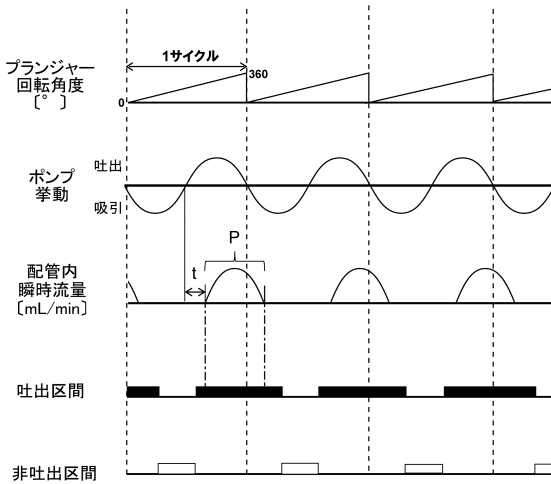 1サイクル
プランジャー
回転角度
〔° 〕
360
0
ポンプ
挙動
吐出
吸引
P
t
配管内
瞬時流量
〔mL/min〕
吐出区間
非吐出区間